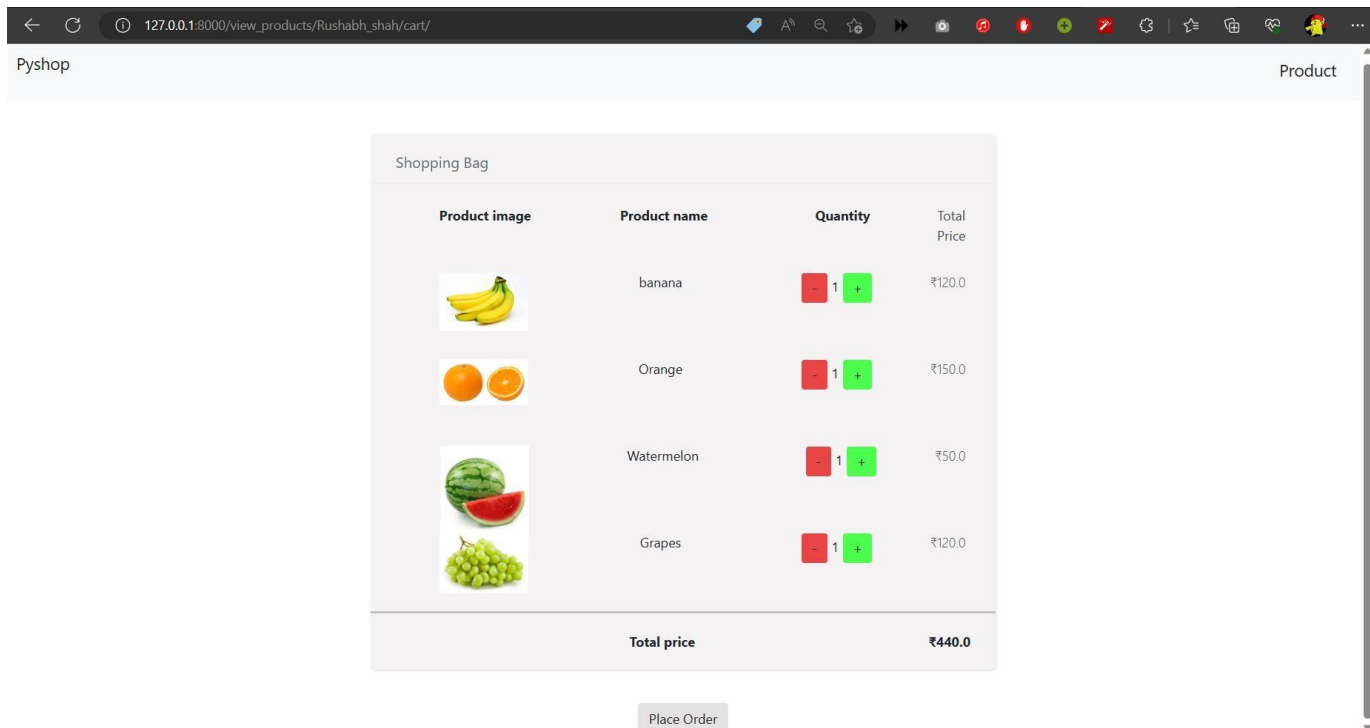 127.0.0.1:8000/view_products/Rushabh_shah/cart/
Pyshop
Product
Shopping Bag
Product image Product name Quantity Total Price
banana - 1 + ₹120.0
Orange - 1 + ₹150.0
Watermelon - 1 + ₹50.0
Grapes - 1 + ₹120.0
Total price ₹440.0
Place Order